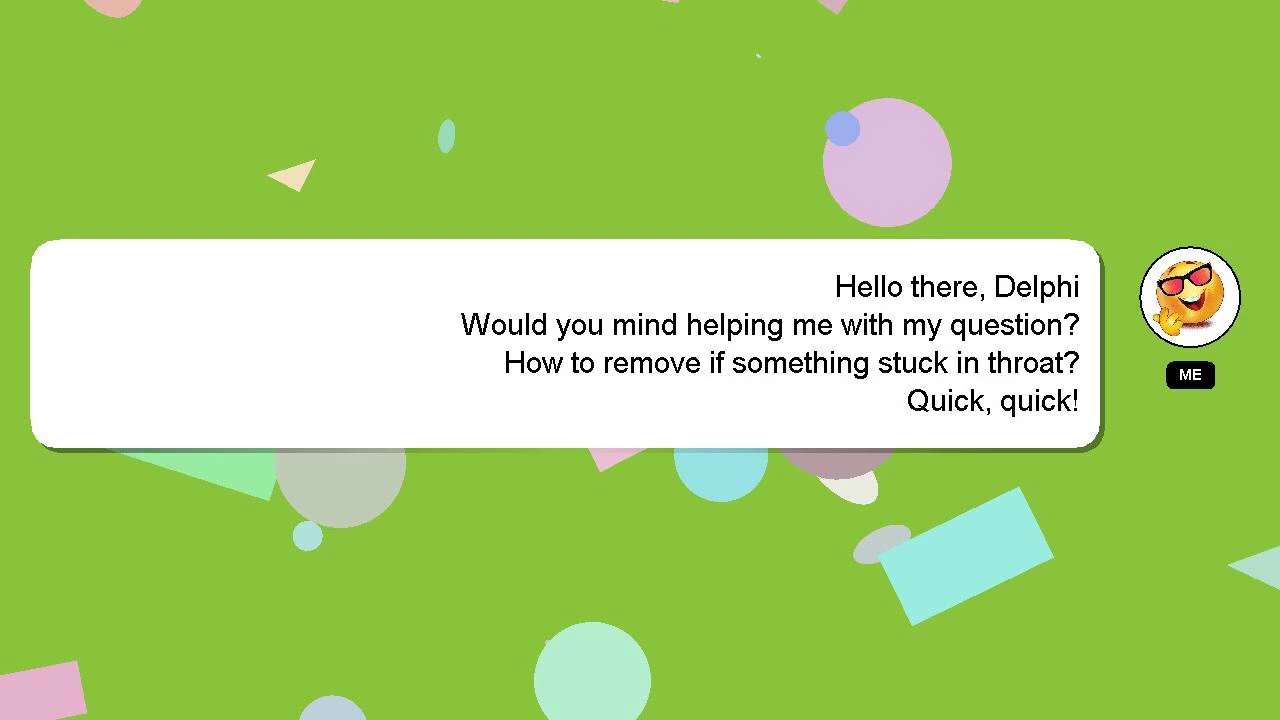 Hello there, Delphi
Would you mind helping me with my question?
How to remove if something stuck in throat?
Quick, quick!
ME